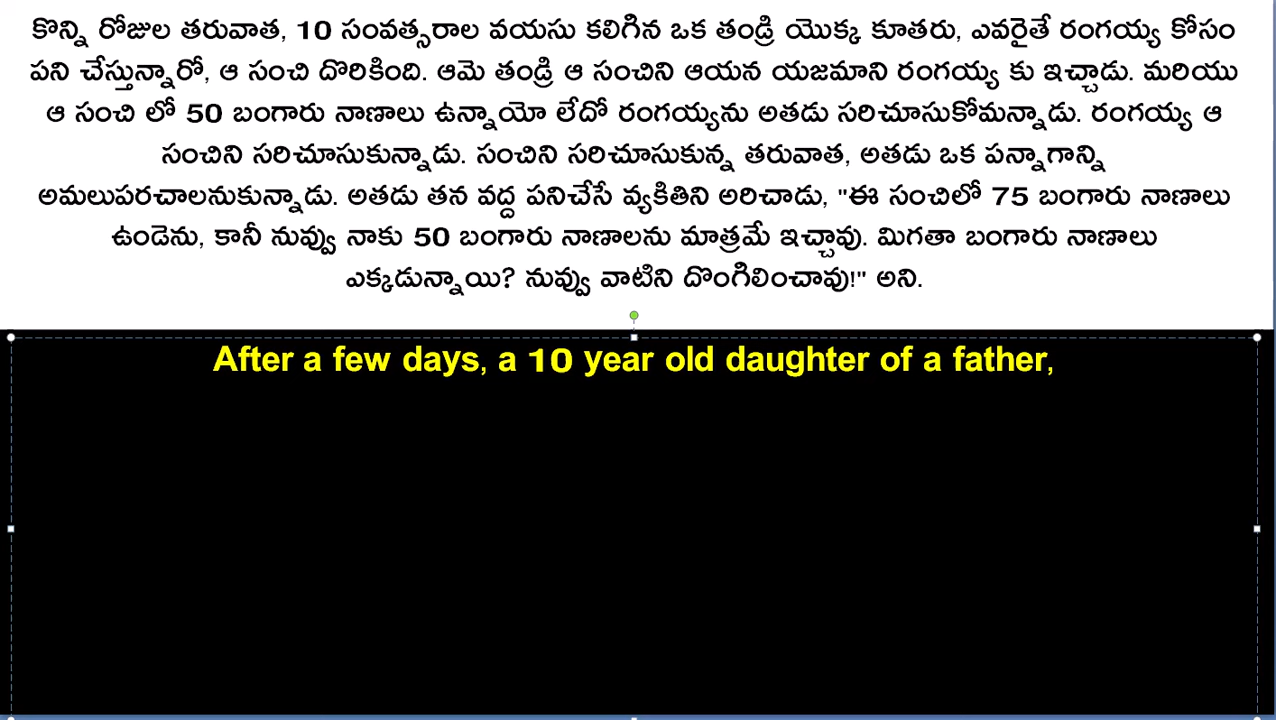 కొన్ని రోజుల తరువాత, 10 సంవత్సరాల వయసు కలిగిన ఒక తండ్రి యొక్క కూతరు, ఎవరైతే రంగయ్య కోసం
పని చేస్తున్నారో, ఆ సంచి దొరికింది. ఆమె తండ్రి ఆ సంచిని ఆయన యజమాని రంగయ్య కు ఇచ్చాడు. మరియు
ఆ సంచి లో 50 బంగారు నాణాలు ఉన్నాయో లేదో రంగయ్యను అతడు సరిచూసుకోమన్నాడు. రంగయ్య ఆ
సంచిని సరిచూసుకున్నాడు. సంచిని సరిచూసుకున్న తరువాత, అతడు ఒక పన్నాగాన్ని
అమలుపరచాలనుకున్నాడు. అతడు తన వద్ద పనిచేసే వ్యకితిని అరిచాడు, "ఈ సంచిలో 75 బంగారు నాణాలు
ఉండెను, కానీ నువ్వు నాకు 50 బంగారు నాణాలను మాత్రమే ఇచ్చావు. మిగతా బంగారు నాణాలు
ఎక్కడున్నాయి? నువ్వు వాటిని దొంగిలించావు!" అని.
After a few days, a 10 year old daughter of a father,